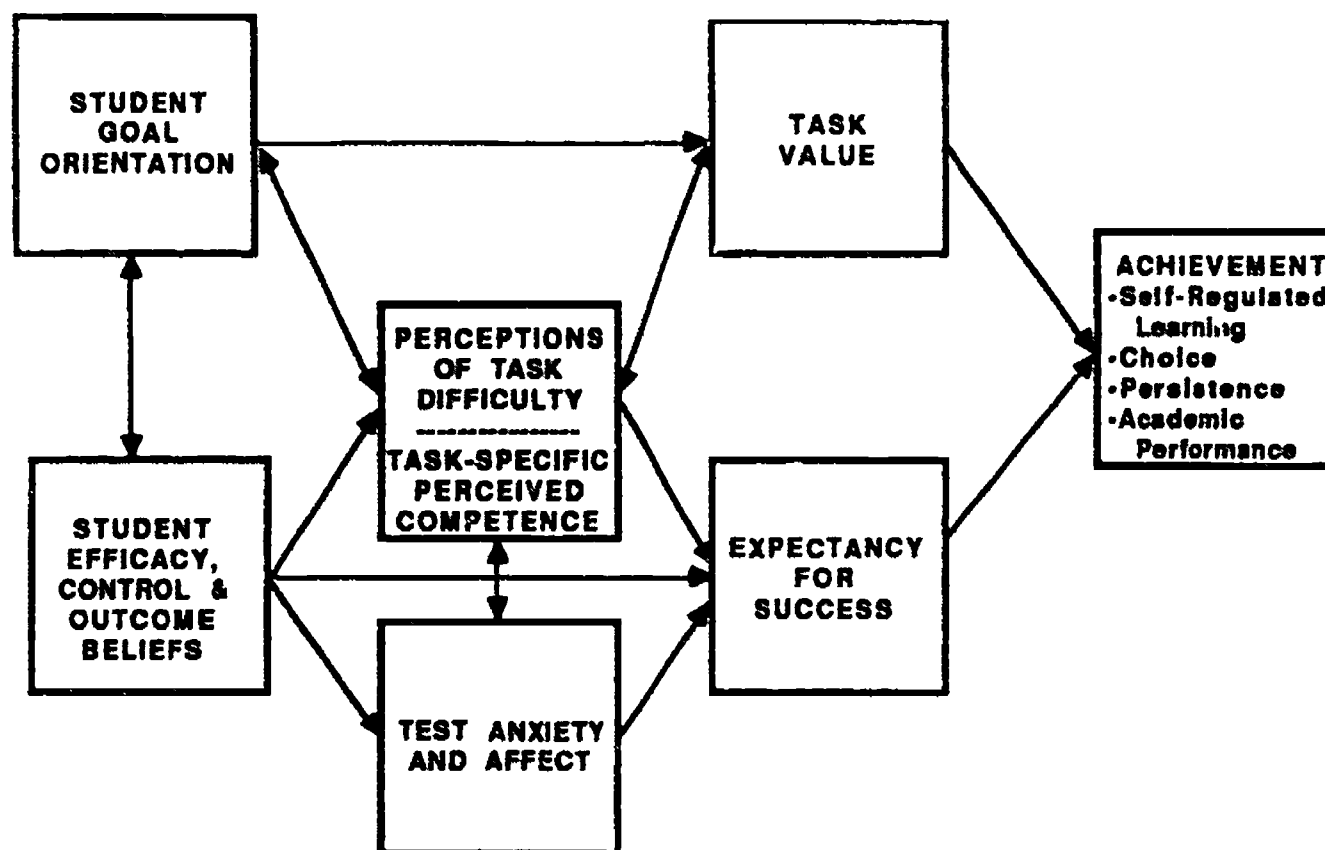 STUDENT
GOAL
ORIENTATION
TASK
VALUE
ACHIEVEMENT
•Self-Regulated
Learning
•Choice
•Persistence
•Academic
Performance
PERCEPTIONS
OF TASK
DIFFICULTY
TASK-SPECIFIC
PERCEIVED
COMPETENCE
STUDENT
EFFICACY,
CONTROL &
OUTCOME
BELIEFS
EXPECTANCY
FOR
SUCCESS
TEST ANXIETY
AND AFFECT